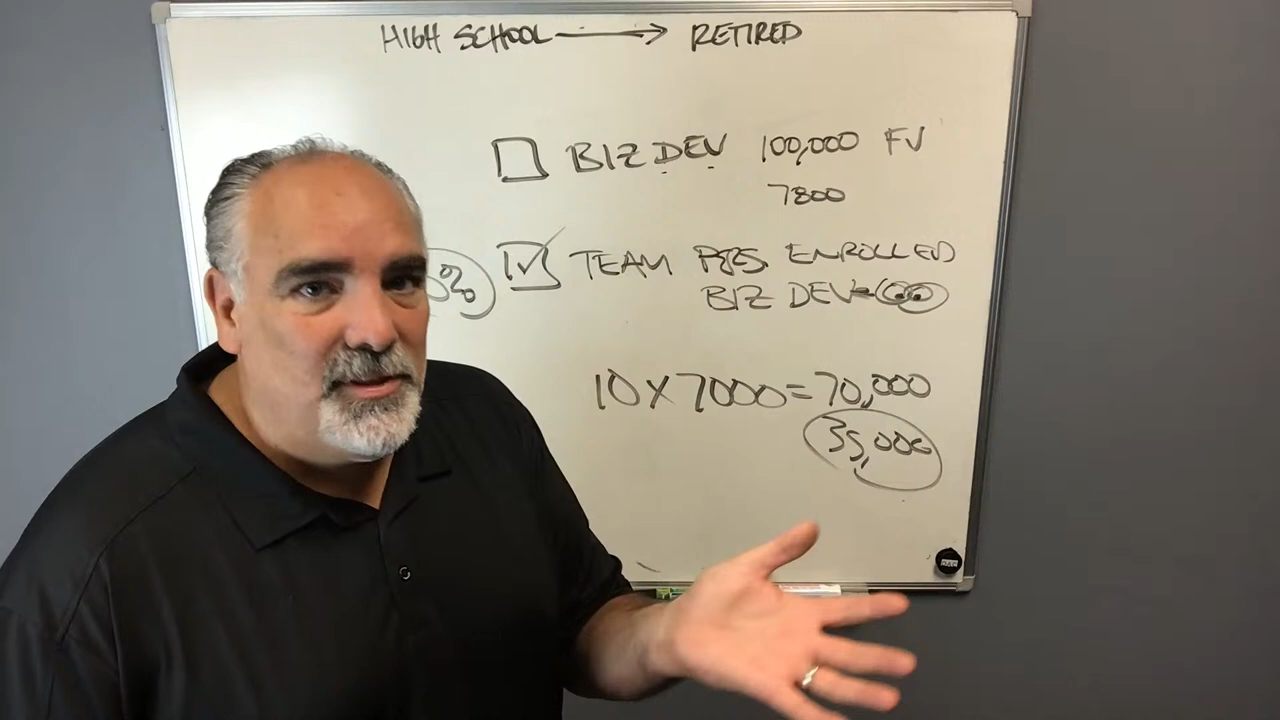 HIGH SCHOOL → RETIRED
BIZ DEV 100,000 FV
7800
% TEAM ENROLLED
BIZ DEV
10 X 7000 = 70,000
35,000